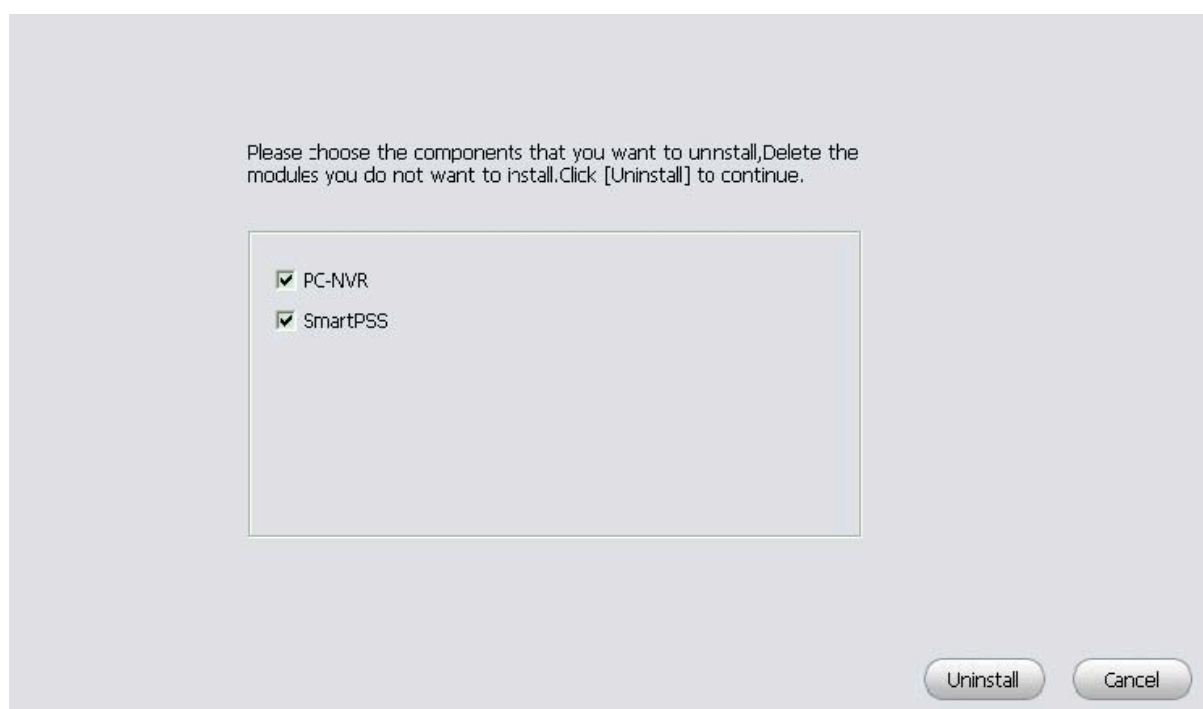 Please choose the components that you want to unnstall,Delete the
modules you do not want to install.Click [Uninstall] to continue.
PC-NVR
SmartPSS
Uninstall
Cancel